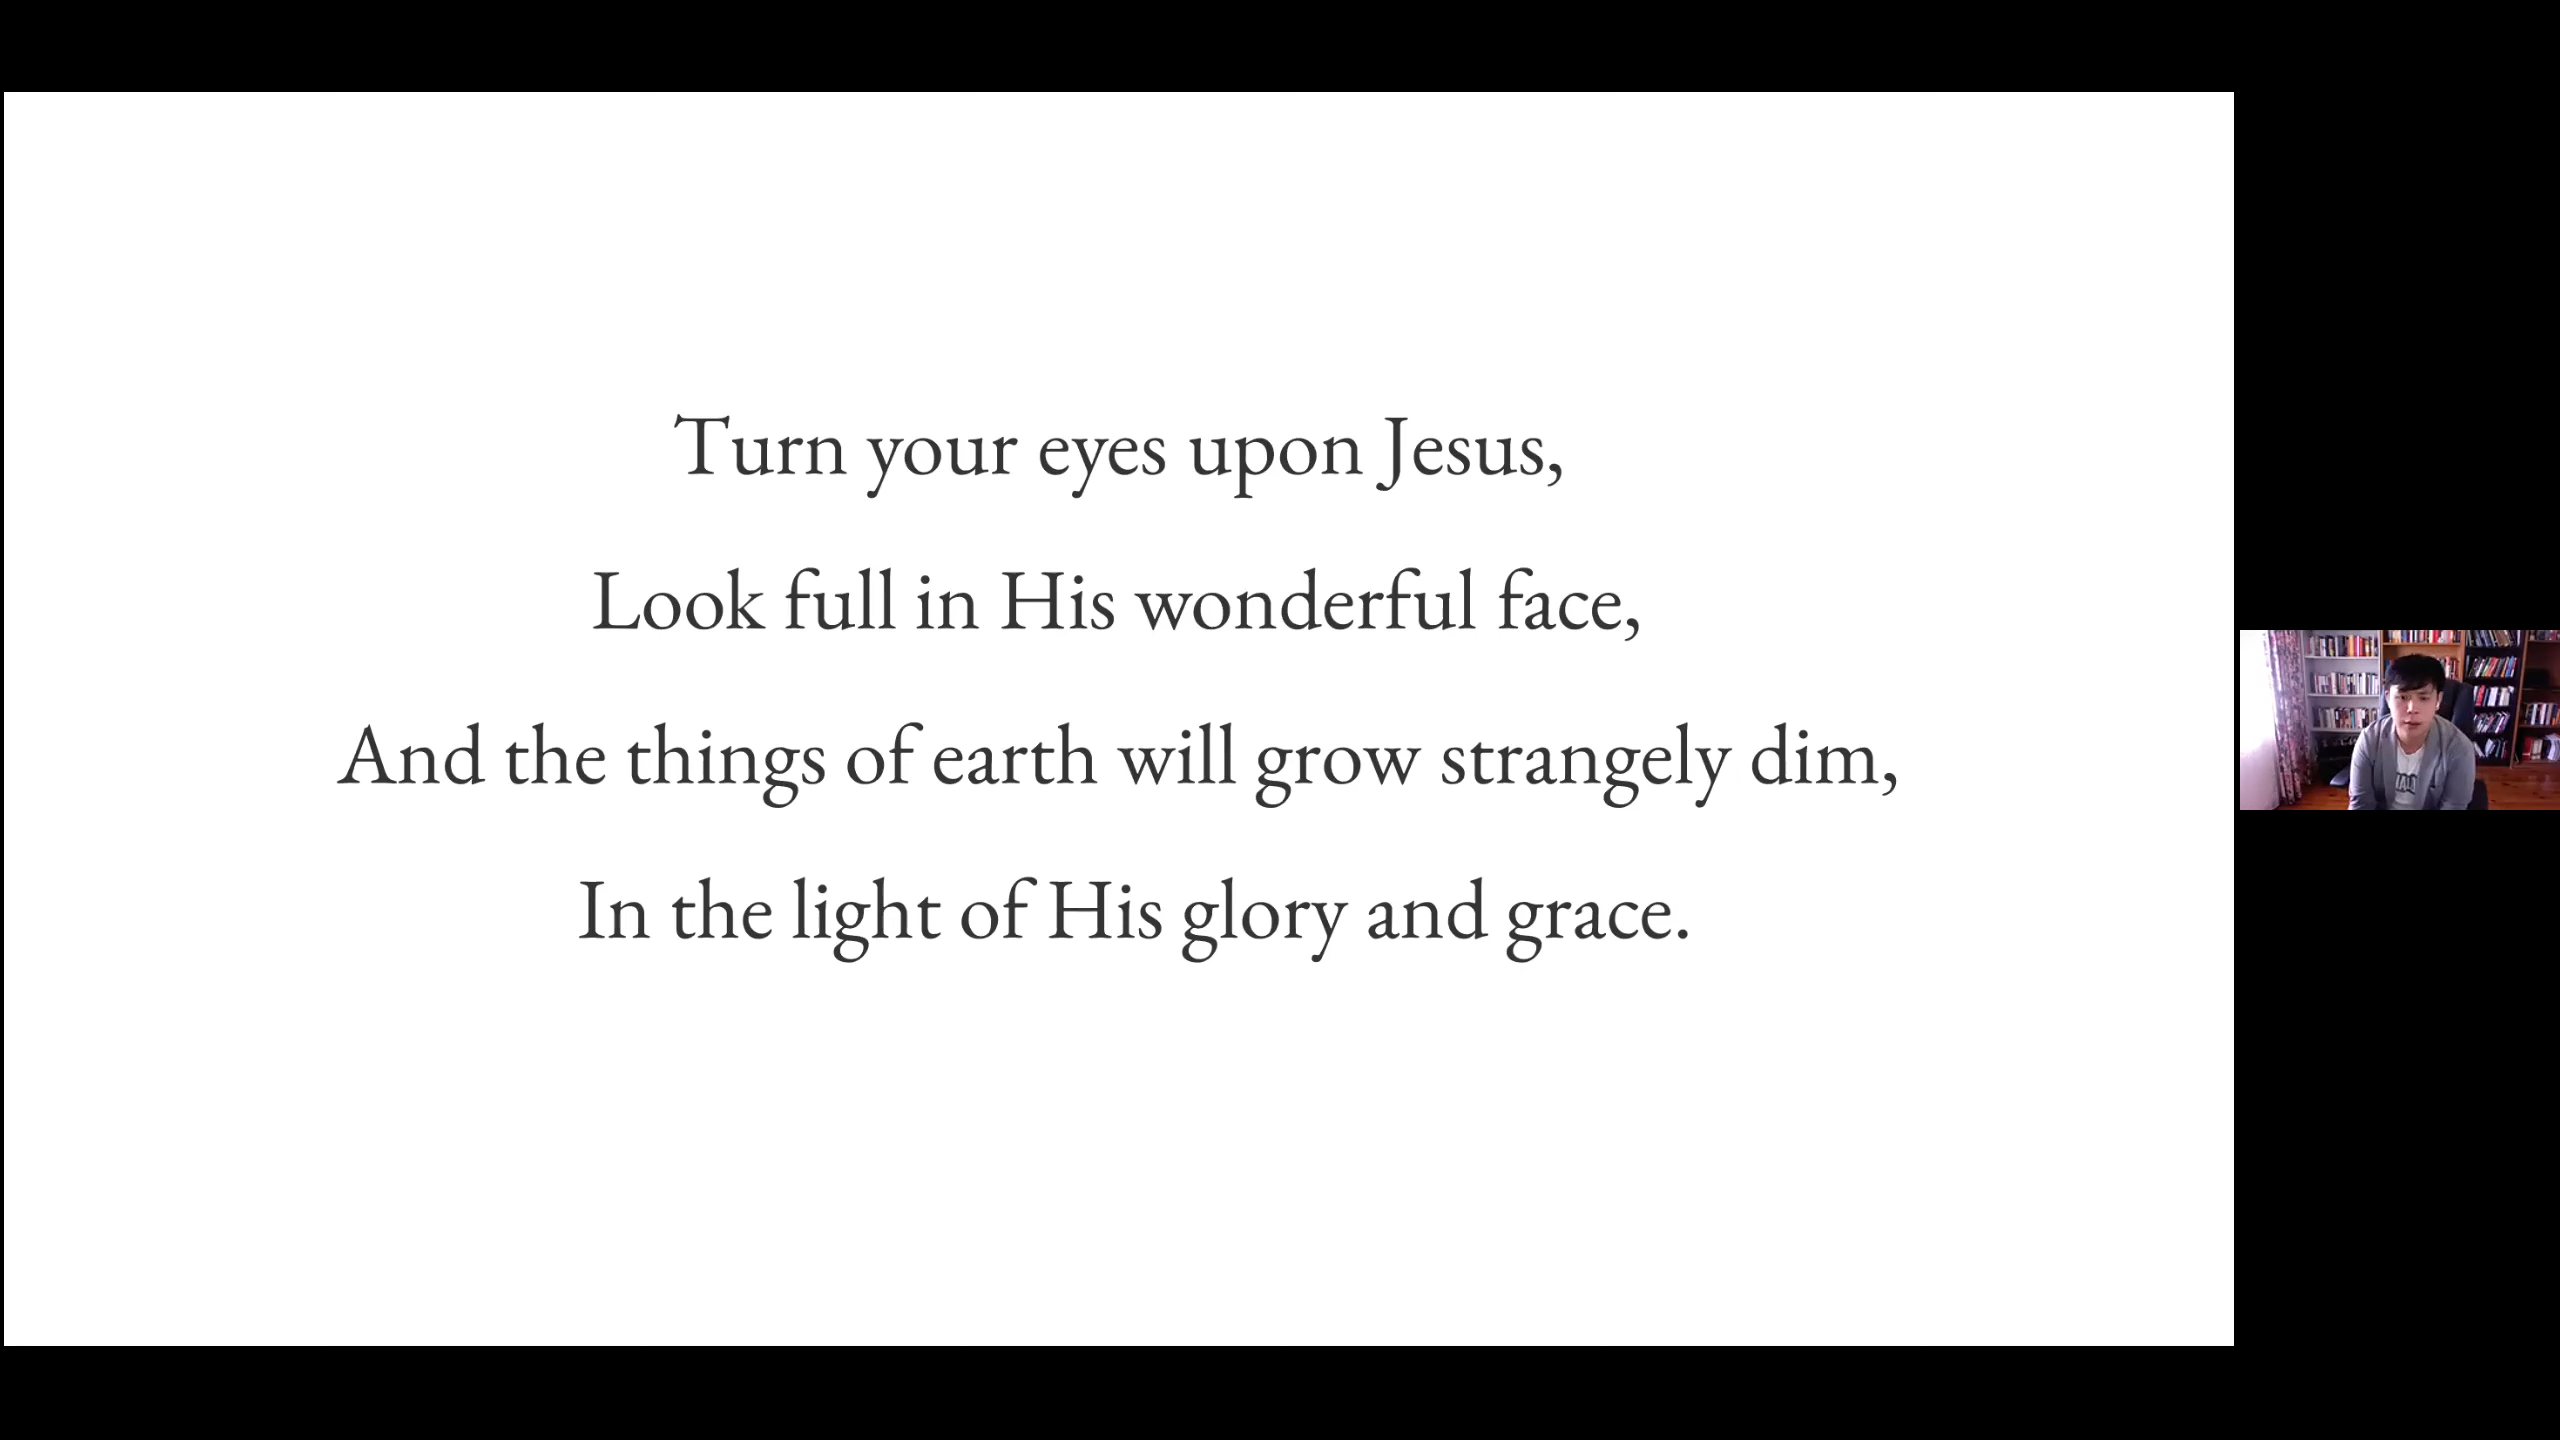 Turn your eyes upon Jesus,
Look full in His wonderful face,
And the things of earth will grow strangely dim,
In the light of His glory and grace.